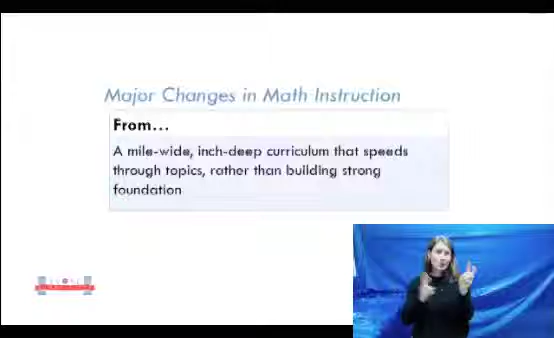 Major Changes in Math Instruction
From...
A mile-wide, inch-deep curriculum that speeds
through topics, rather than building strong
foundation